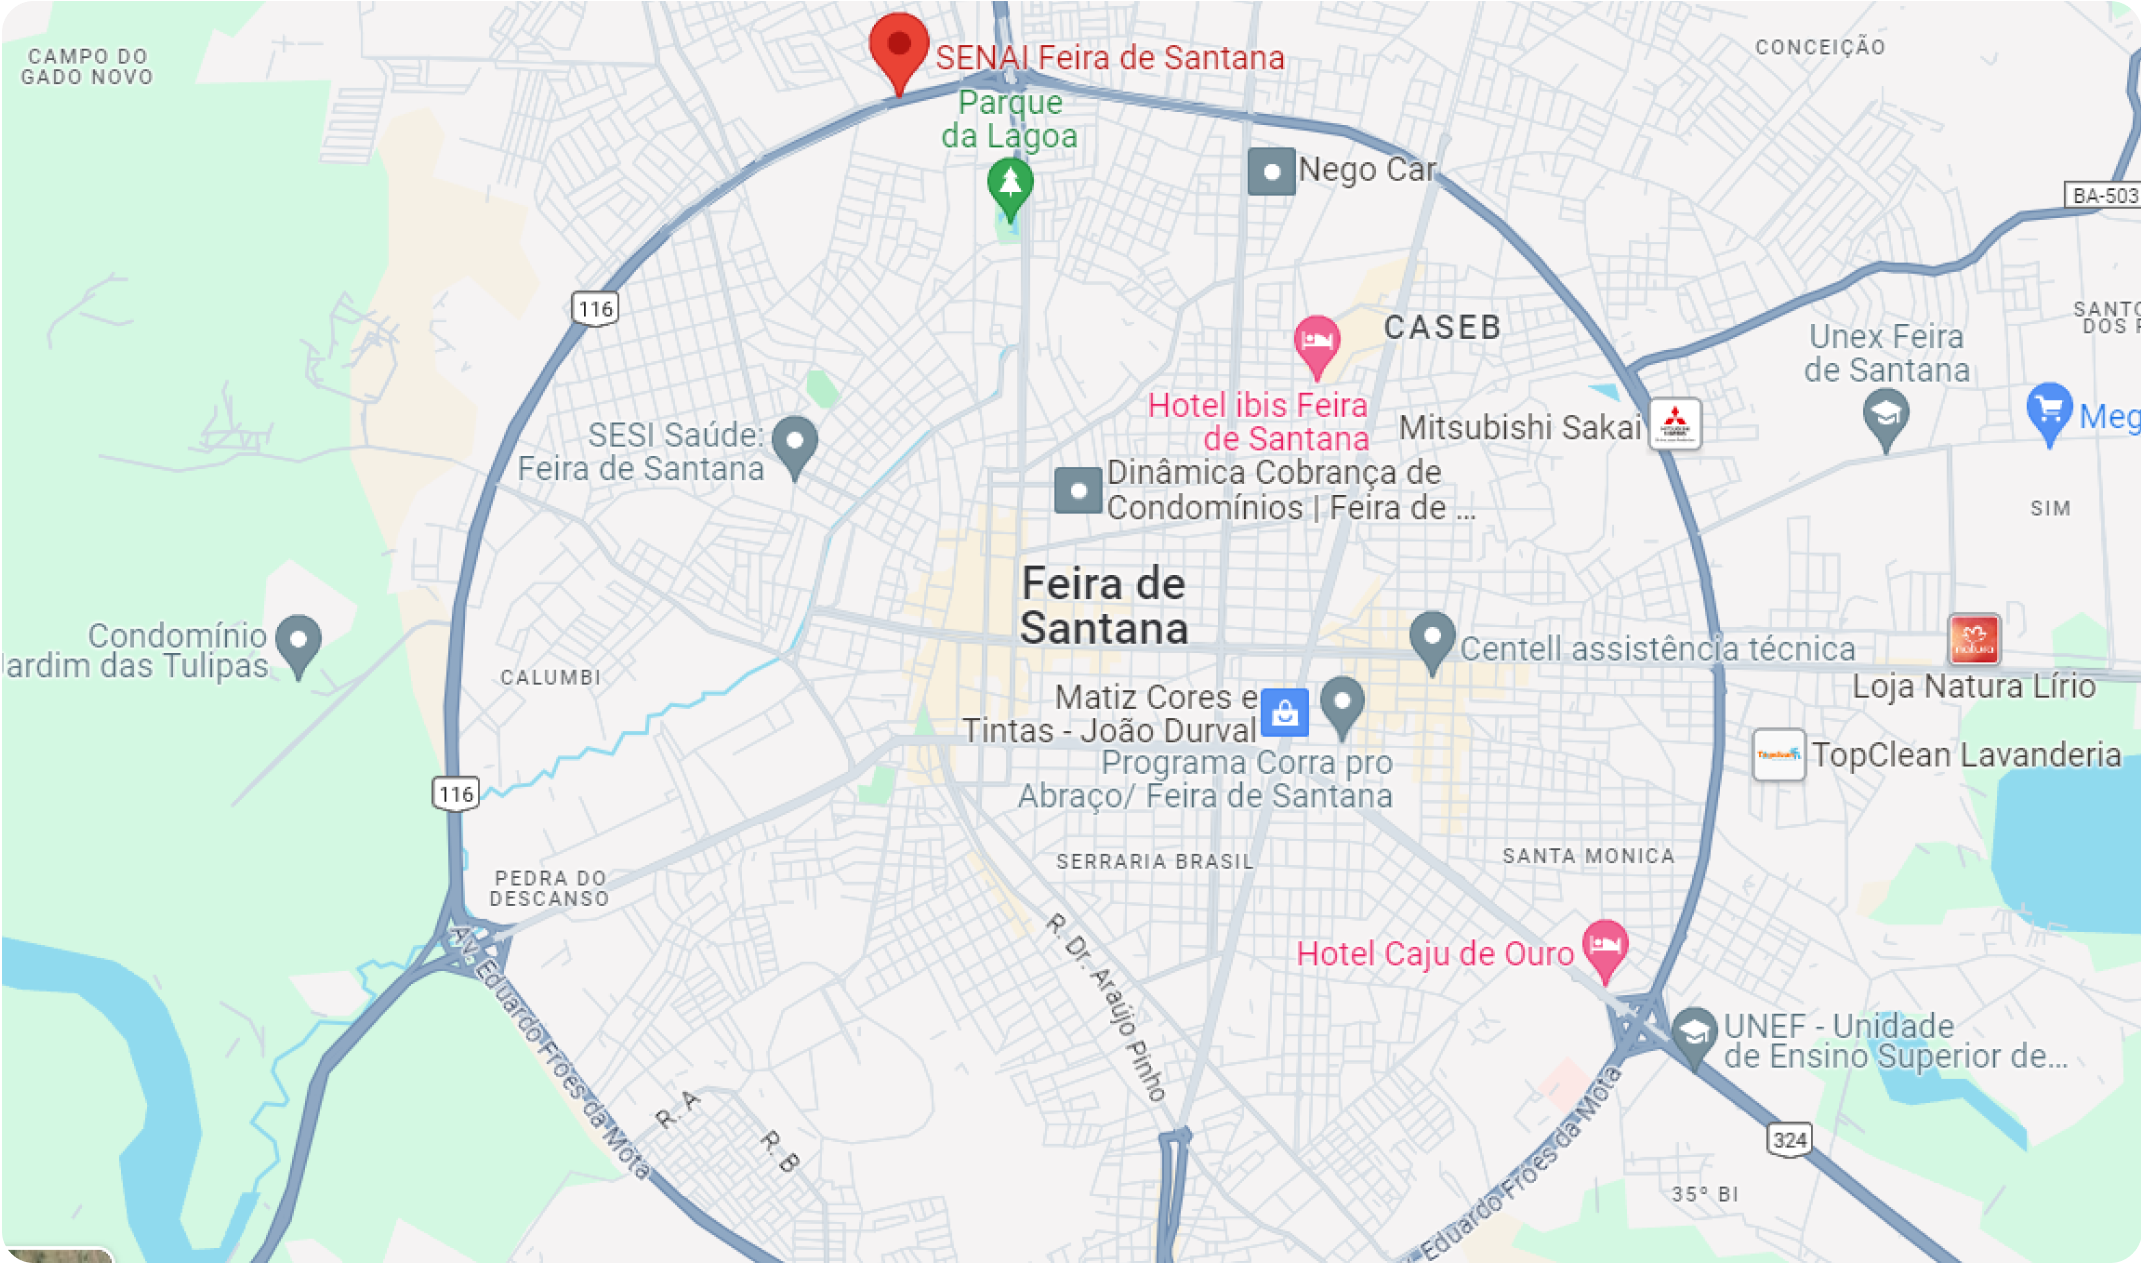 CAMPO DO
GADO NOVO
SENAI Feira de Santana
CONCEIÇÃO
Parque
da Lagoa
Nego Car
BA-503
116
CASEB
SANTO
DOS
Unex Feira
de Santana
Hotel ibis Feira
de Santana
Mitsubishi Sakai
Meg
SESI Saúde:
Feira de Santana
Dinâmica Cobrança de
Condomínios | Feira de ...
SIM
Feira de
Santana
Condomínio
Jardim das Tulipas
Centell assistência técnica
natura
Loja Natura Lírio
CALUMBI
Matiz Cores e
Tintas - João Durval
TopClean Lavanderia
Programa Corra pro
Abraço/ Feira de Santana
116
SERRARIA BRASIL
SANTA MONICA
PEDRA DO
DESCANSO
Av. Eduardo Fróes da Mota
R. Dr. Araújo Pinho
Hotel Caju de Ouro
UNEF - Unidade
de Ensino Superior de...
R. A
R. B
324
35º BI
Eduardo Fróes da Mota